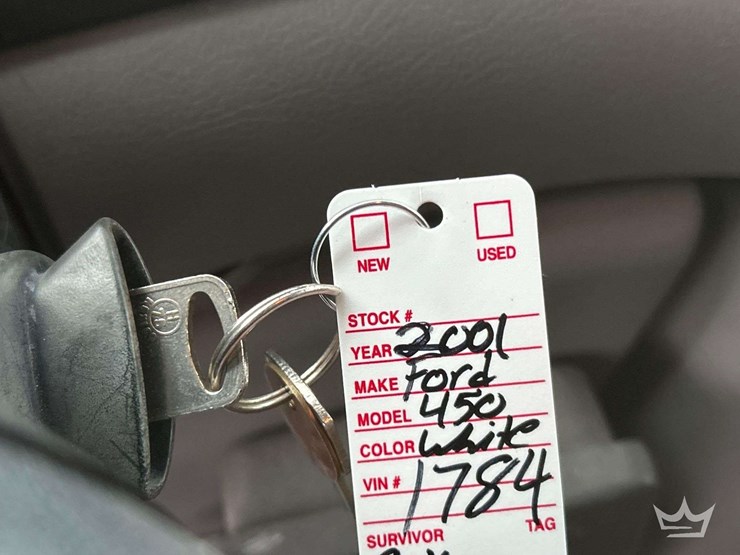 NEW USED
STOCK #
YEAR 2001
MAKE Ford
MODEL 450
COLOR White
VIN # 1784
SURVIVOR TAG